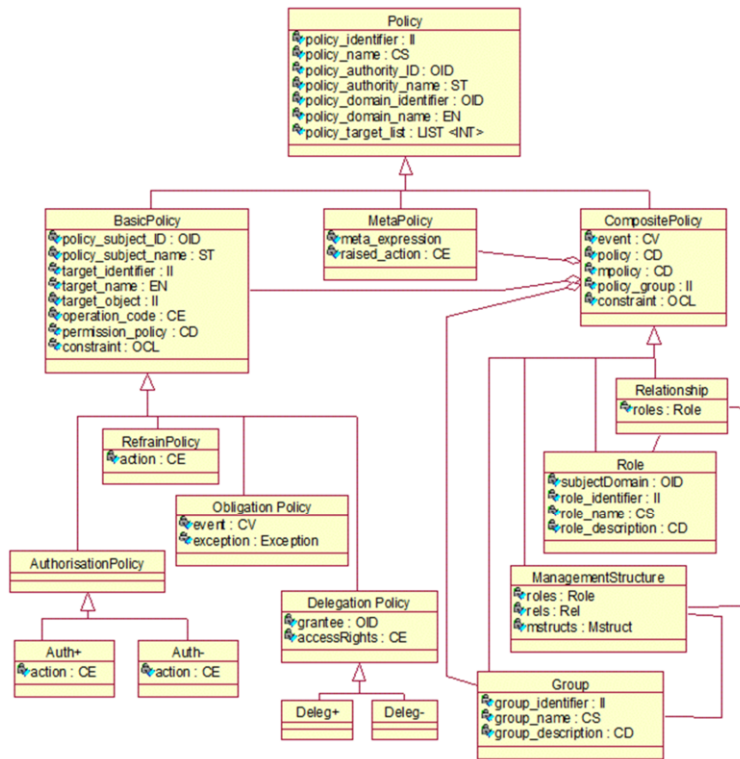 Policy
policy_identifier : II
policy_name : CS
policy_authority_ID : OID
policy_authority_name : ST
policy_domain_identifier : OID
policy_domain_name : EN
policy_target_list : LIST <INT>
BasicPolicy
policy_subject_ID : OID
policy_subject_name : ST
target_identifier : II
target_name : EN
target_object : II
operation_code : CE
permission_policy : CD
constraint : OCL
MetaPolicy
meta_expression
raised_action : CE
CompositePolicy
event : CV
policy : CD
mpolicy : CD
policy_group : II
constraint : OCL
Relationship
roles : Role
RefrainPolicy
action : CE
Role
subjectDomain : OID
role_identifier : II
role_name : CS
role_description : CD
Obligation Policy
event : CV
exception : Exception
AuthorisationPolicy
ManagementStructure
roles : Role
rels : Rel
mstructs : Mstruct
Delegation Policy
grantee : OID
accessRights : CE
Auth+
action : CE
Auth-
action : CE
Group
group_identifier : II
group_name : CS
group_description : CD
Deleg+
Deleg-